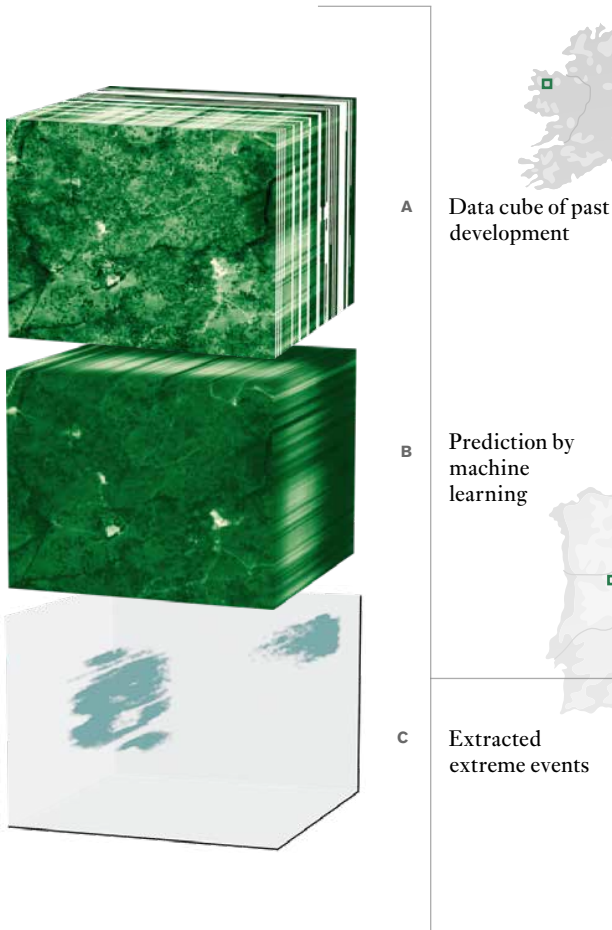 A
Data cube of past
development
B
Prediction by
machine
learning
C
Extracted
extreme events